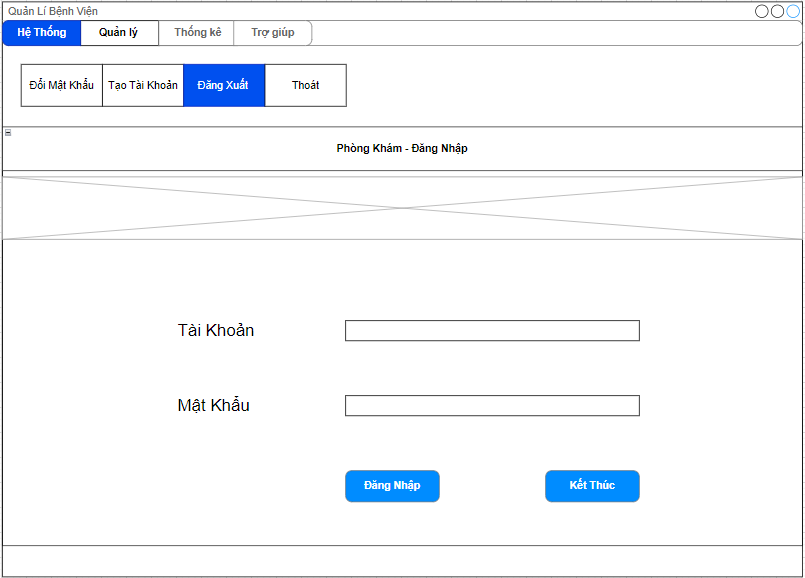 Quản Lí Bệnh Viện
Hệ Thống Quản lý Thống kê Trợ giúp
Đổi Mật Khẩu Tạo Tài Khoản Đăng Xuất Thoát
Phòng Khám - Đăng Nhập
Tài Khoản
Mật Khẩu
Đăng Nhập Kết Thúc